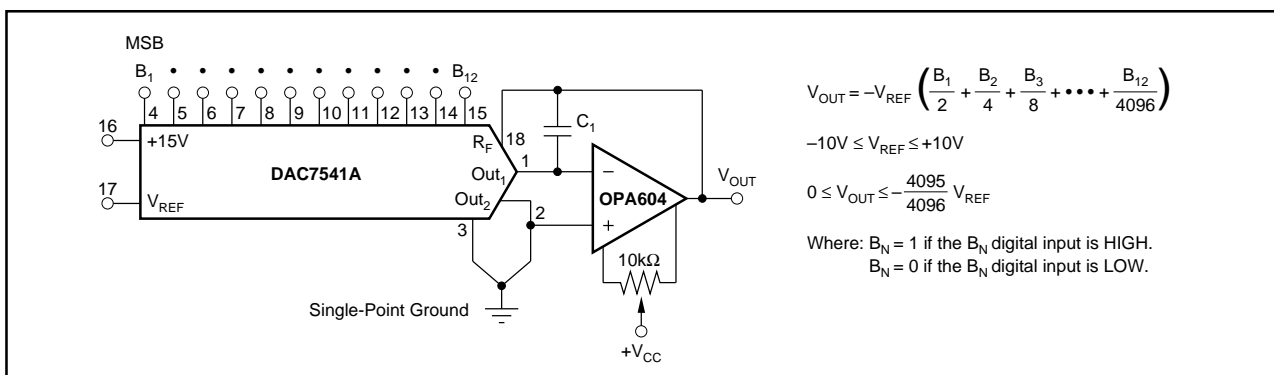 MSB
B₁ • • • • • • • • • • B₁₂
4 5 6 7 8 9 10 11 12 13 14 15
16
+15V
R_F
18
C₁
DAC7541A
1
Out₁
−
V_OUT
17
V_REF
OPA604
Out₂
2
+
3
10kΩ
Single-Point Ground
+V_CC
V_OUT = –V_REF (B₁/2 + B₂/4 + B₃/8 + ••• + B₁₂/4096)
–10V ≤ V_REF ≤ +10V
0 ≤ V_OUT ≤ – 4095/4096 V_REF
Where: B_N = 1 if the B_N digital input is HIGH.
B_N = 0 if the B_N digital input is LOW.